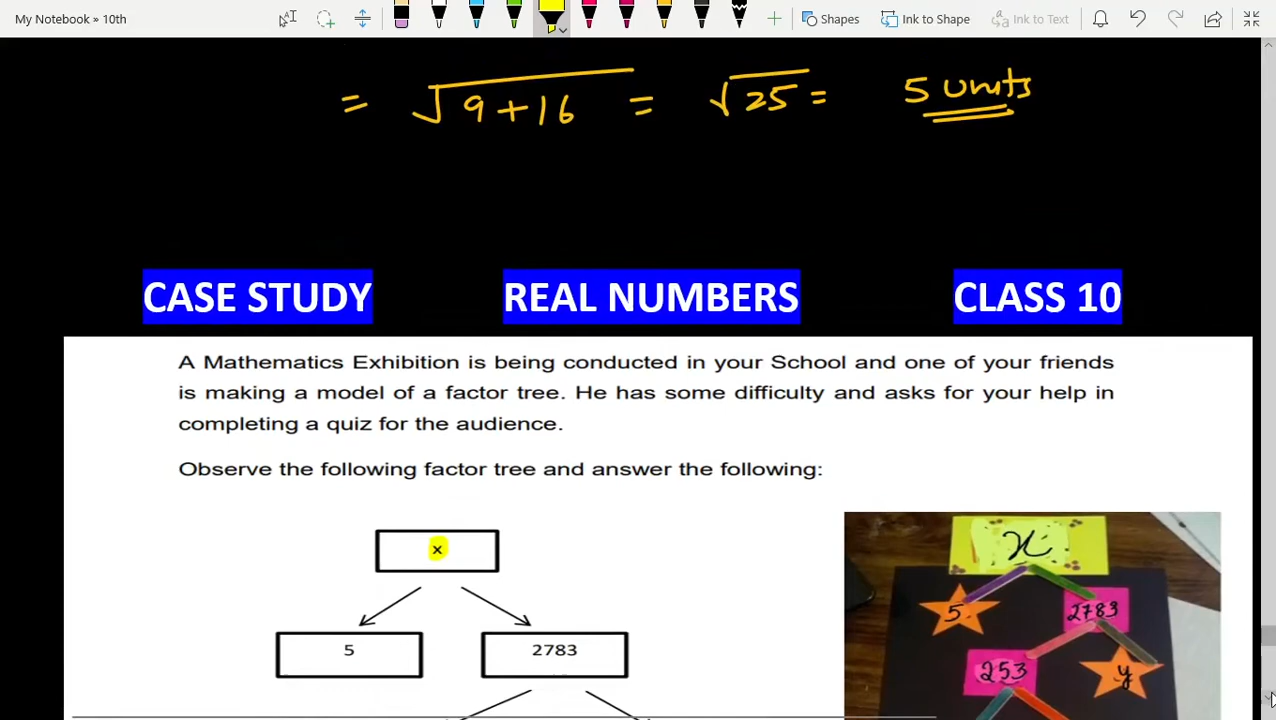 My Notebook » 10th
Shapes
Ink to Shape
Ink to Text
= √9+16 = √25 = 5 units
CASE STUDY REAL NUMBERS CLASS 10
A Mathematics Exhibition is being conducted in your School and one of your friends
is making a model of a factor tree. He has some difficulty and asks for your help in
completing a quiz for the audience.
Observe the following factor tree and answer the following:
x
5 2783
x
5 2783
253 y